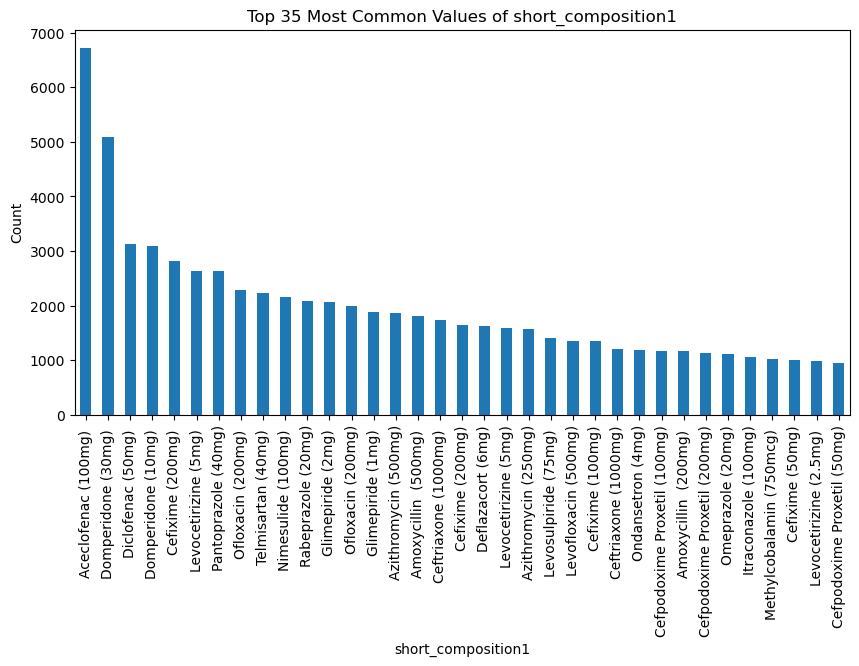 Top 35 Most Common Values of short_composition1
7000
6000
5000
4000
3000
2000
1000
0
Count
Aceclofenac (100mg)
Domperidone (30mg)
Diclofenac (50mg)
Domperidone (10mg)
Cefixime (200mg)
Levocetirizine (5mg)
Pantoprazole (40mg)
Ofloxacin (200mg)
Telmisartan (40mg)
Nimesulide (100mg)
Rabeprazole (20mg)
Glimepiride (2mg)
Ofloxacin (200mg)
Glimepiride (1mg)
Azithromycin (500mg)
Amoxycillin  (500mg)
Ceftriaxone (1000mg)
Cefixime (200mg)
Deflazacort (6mg)
Levocetirizine (5mg)
Azithromycin (250mg)
Levosulpiride (75mg)
Levofloxacin (500mg)
Cefixime (100mg)
Ceftriaxone (1000mg)
Ondansetron (4mg)
Cefpodoxime Proxetil (100mg)
Amoxycillin  (200mg)
Cefpodoxime Proxetil (200mg)
Omeprazole (20mg)
Itraconazole (100mg)
Methylcobalamin (750mcg)
Cefixime (50mg)
Levocetirizine (2.5mg)
Cefpodoxime Proxetil (50mg)
short_composition1